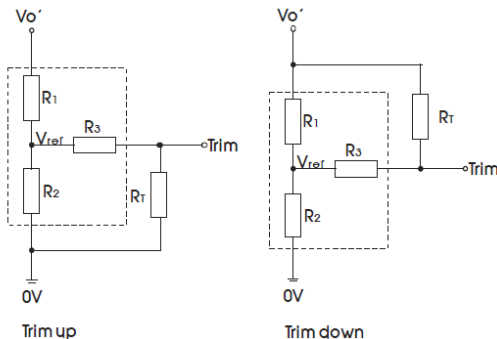 Vo´
R1
Vref
R3
Trim
R2
RT
0V
Trim up
Vo´
R1
RT
Vref
R3
Trim
R2
0V
Trim down